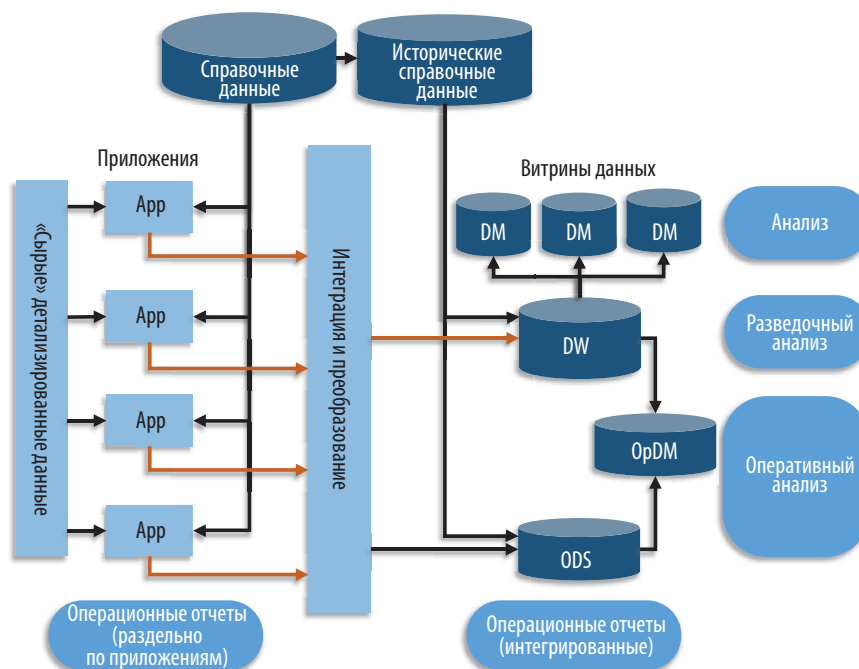 Справочные
данные
Исторические
справочные
данные
Приложения
Витрины данных
«Сырые» детализированные данные
App
App
App
App
Интеграция и преобразование
DM
DM
DM
DW
OpDM
ODS
Анализ
Разведочный
анализ
Оперативный
анализ
Операционные отчеты
(раздельно
по приложениям)
Операционные отчеты
(интегрированные)